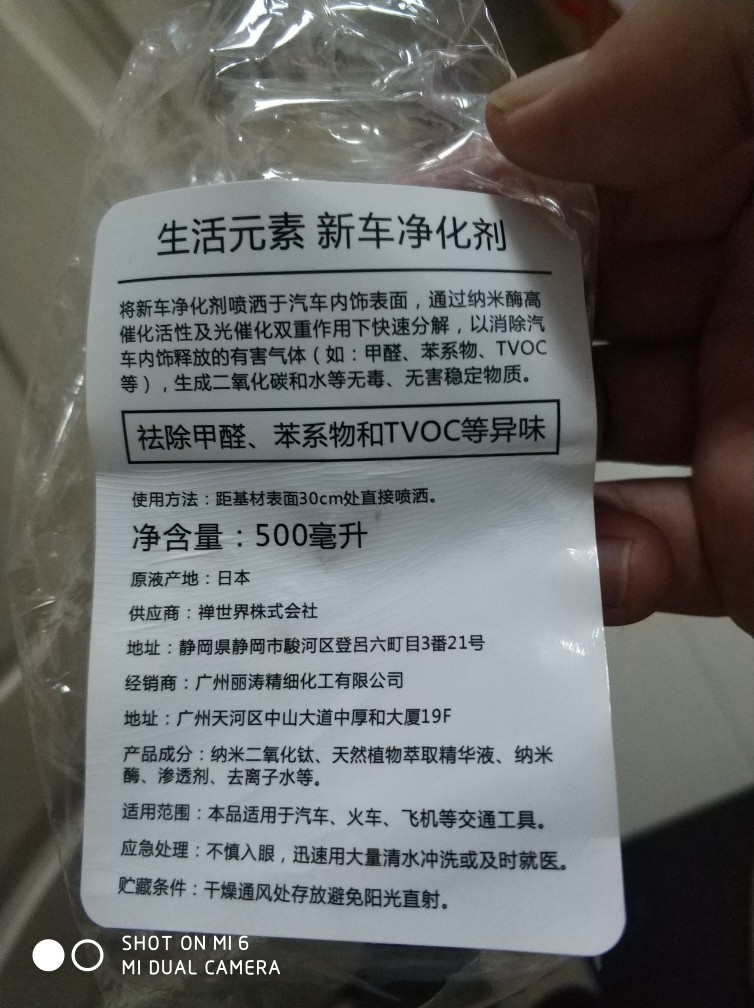 生活元素 新车净化剂
将新车净化剂喷洒于汽车内饰表面，通过纳米酶高
催化活性及光催化双重作用下快速分解，以消除汽
车内饰释放的有害气体（如：甲醛、苯系物、TVOC
等），生成二氧化碳和水等无毒、无害稳定物质。
祛除甲醛、苯系物和TVOC等异味
使用方法：距基材表面30cm处直接喷洒。
净含量：500毫升
原液产地：日本
供应商：禅世界株式会社
地址：静岡県静岡市駿河区登呂六町目3番21号
经销商：广州丽涛精细化工有限公司
地址：广州天河区中山大道中厚和大厦19F
产品成分：纳米二氧化钛、天然植物萃取精华液、纳米
酶、渗透剂、去离子水等。
适用范围：本品适用于汽车、火车、飞机等交通工具。
应急处理：不慎入眼，迅速用大量清水冲洗或及时就医。
贮藏条件：干燥通风处存放避免阳光直射。
SHOT ON MI 6
MI DUAL CAMERA